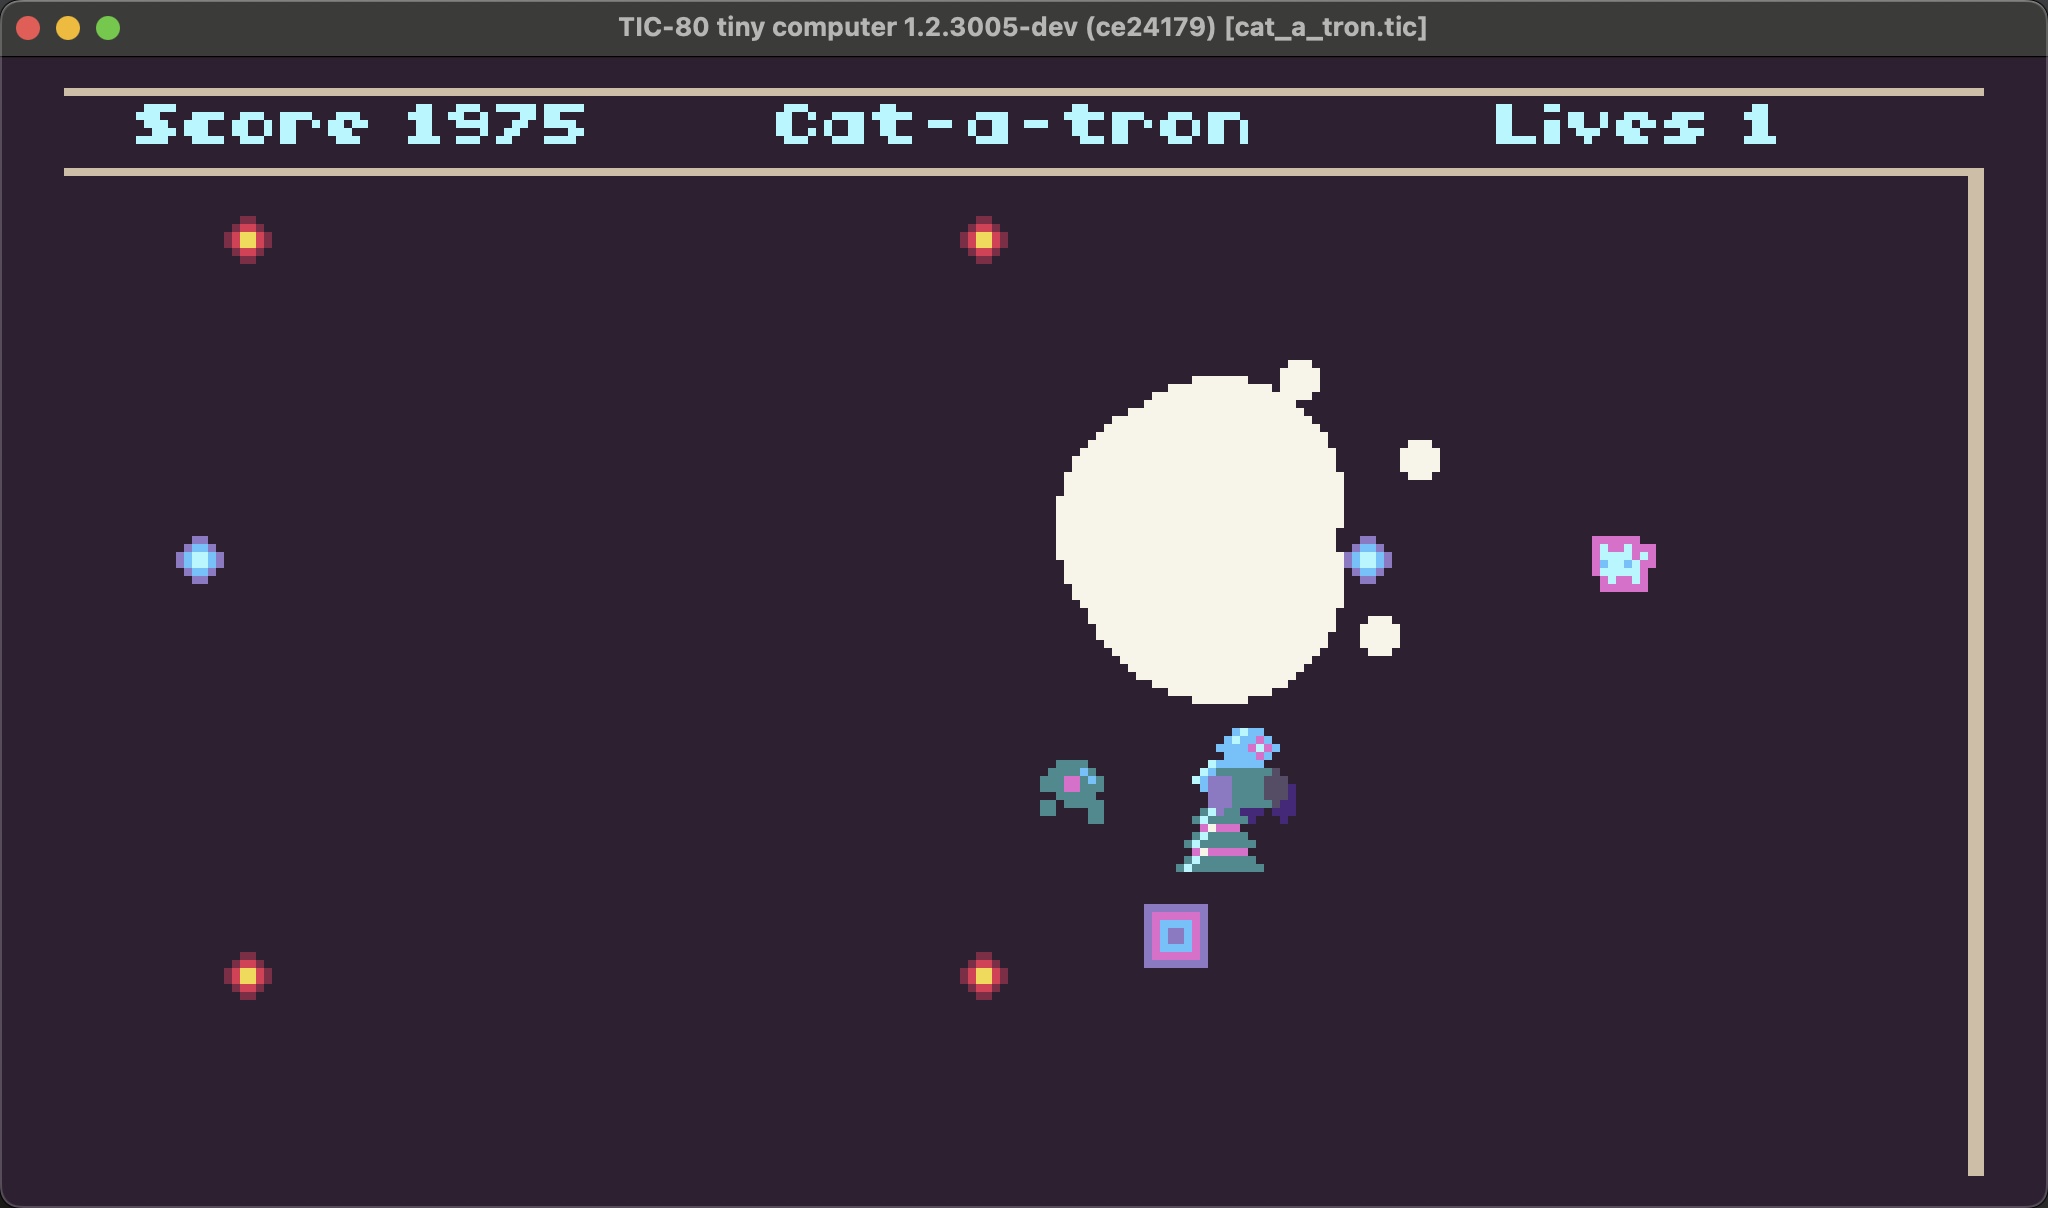 TIC-80 tiny computer 1.2.3005-dev (ce24179) [cat_a_tron.tic]
Score 1975 Cat-a-tron Lives 1